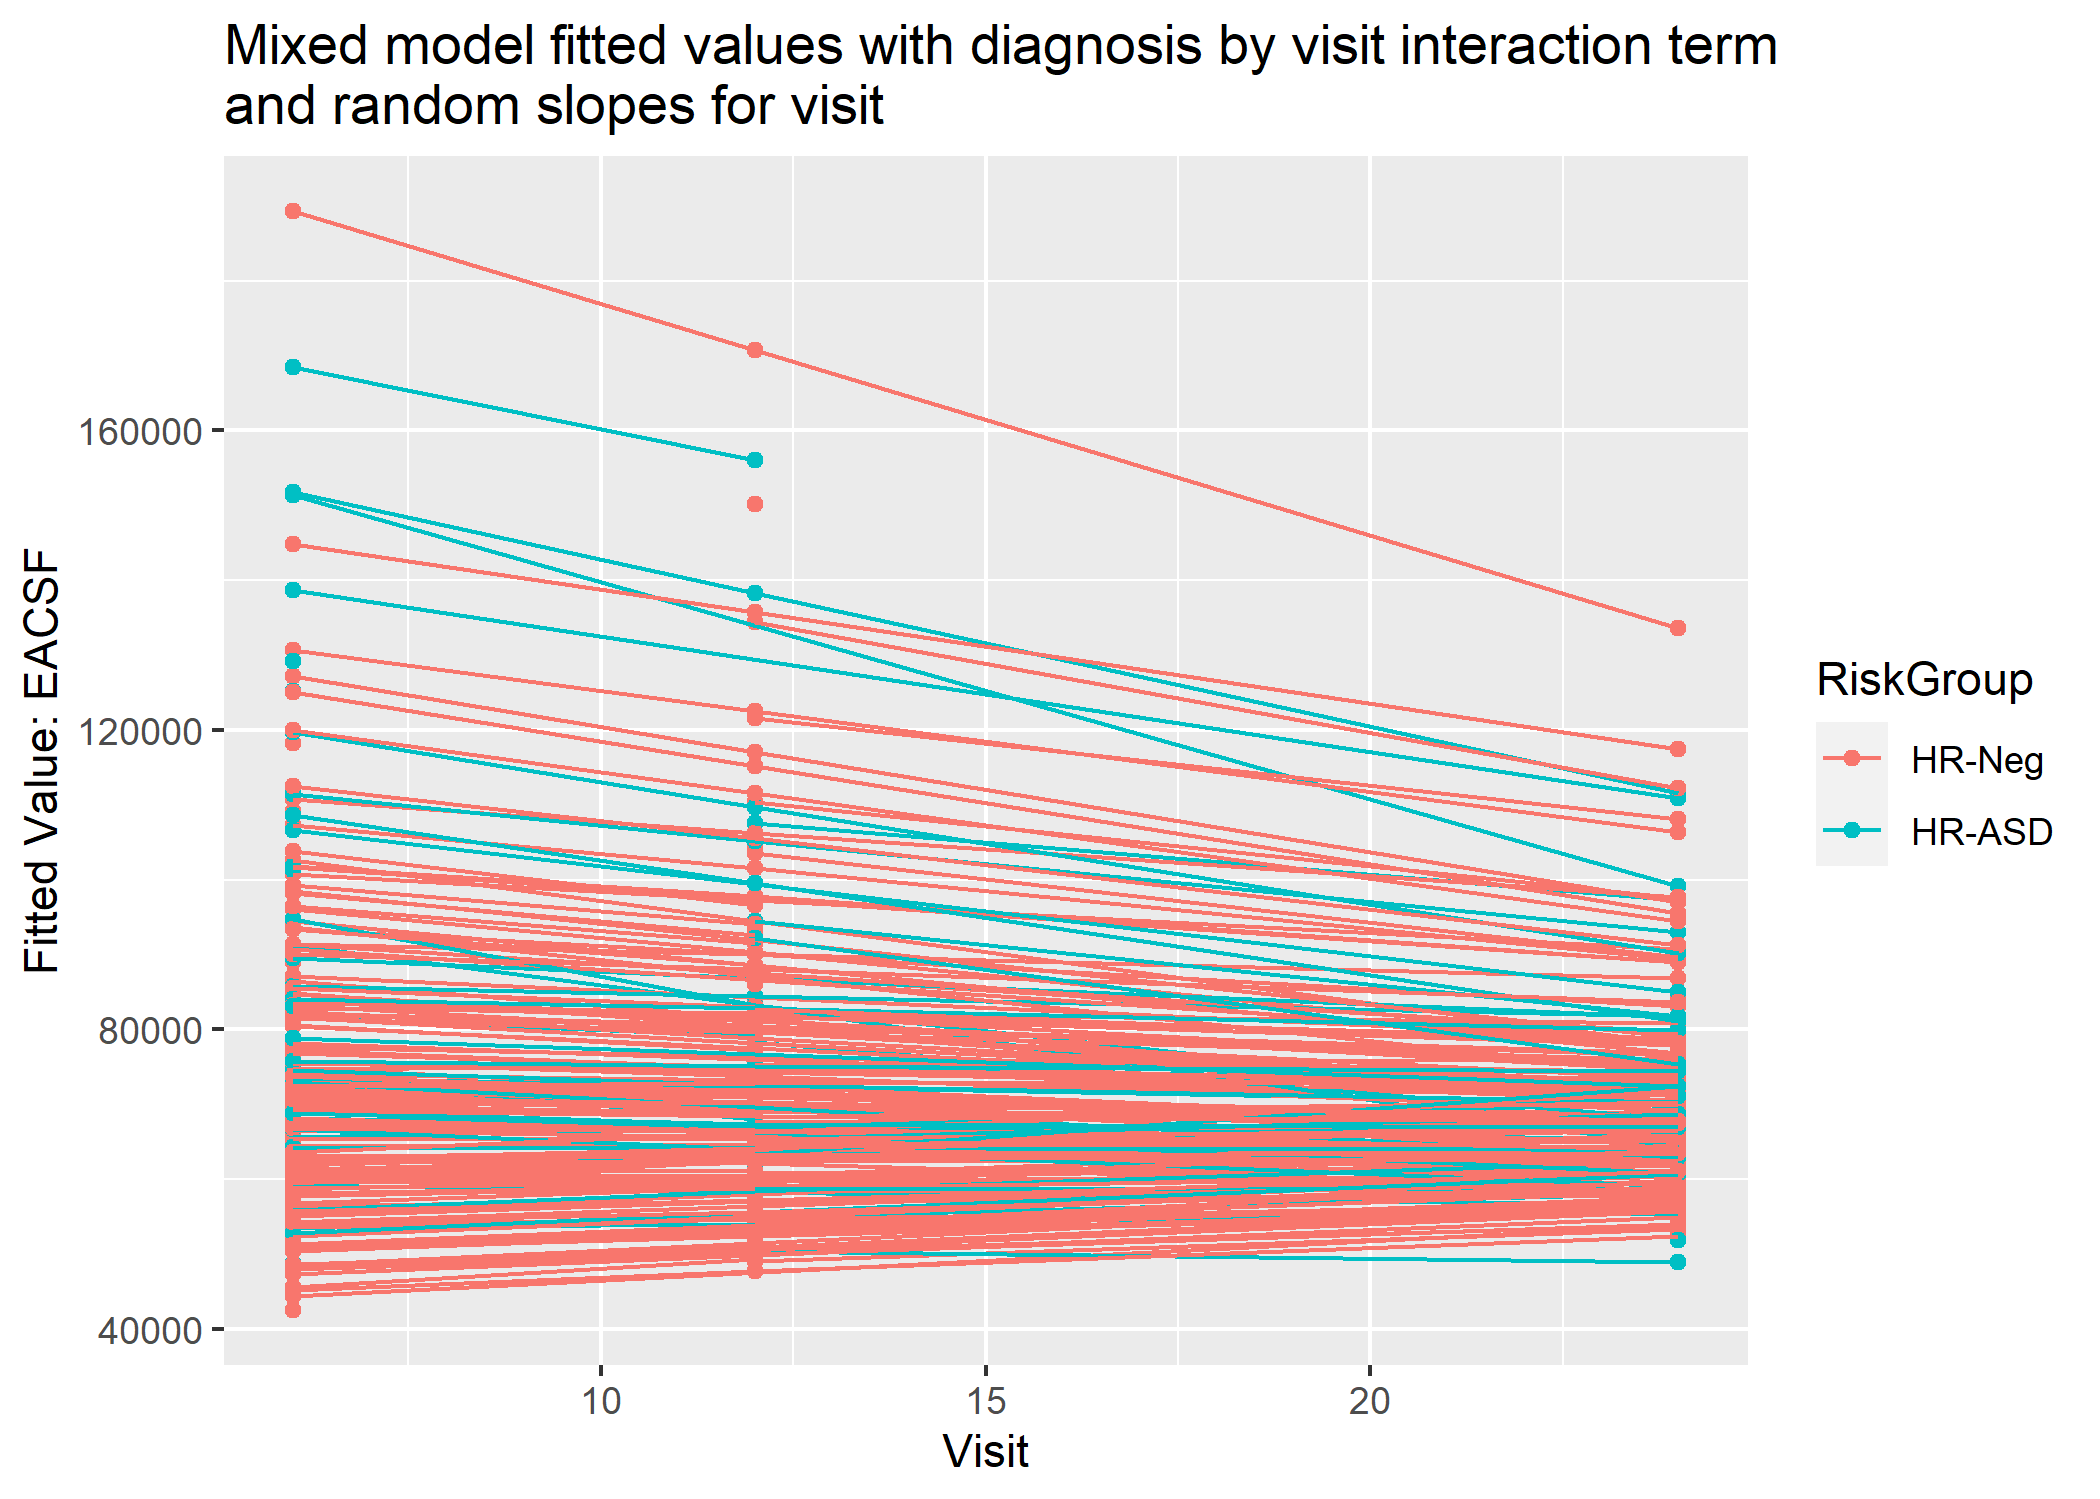 Mixed model fitted values with diagnosis by visit interaction term
and random slopes for visit
Fitted Value: EACSF
160000
120000
80000
40000
10
15
20
Visit
RiskGroup
HR-Neg
HR-ASD